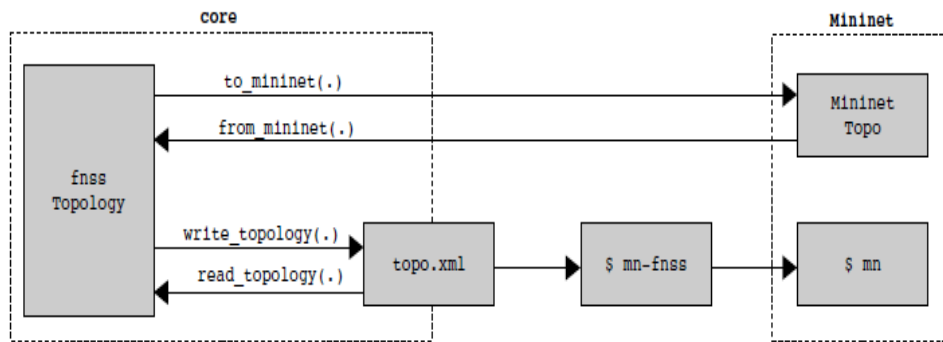 core
Mininet
to_mininet(.)
from_mininet(.)
Mininet
Topo
fnss
Topology
write_topology(.)
read_topology(.)
topo.xml
$ mn-fnss
$ mn